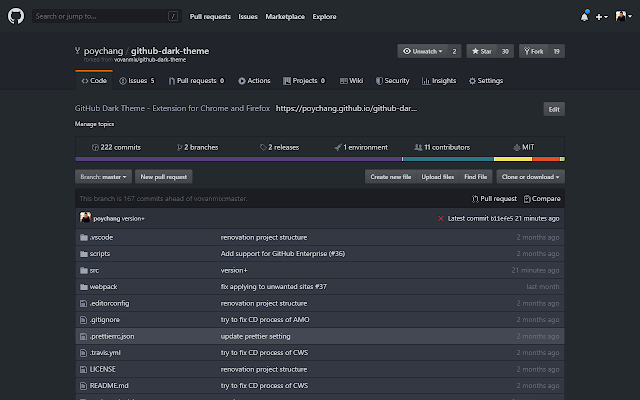 Search or jump to... / Pull requests Issues Marketplace Explore
poychang / github-dark-theme Unwatch 2 Star 30 Fork 19
forked from vovanmix/github-dark-theme
Code Issues 5 Pull requests 0 Actions Projects 0 Wiki Security Insights Settings
GitHub Dark Theme - Extension for Chrome and Firefox https://poychang.github.io/github-dar... Edit
Manage topics
222 commits 2 branches 2 releases 1 environment 11 contributors MIT
Branch: master New pull request Create new file Upload files Find File Clone or download
This branch is 167 commits ahead of vovanmix:master. Pull request Compare
poychang version+ Latest commit b11efe5 21 minutes ago
.vscode renovation project structure 2 months ago
scripts Add support for GitHub Enterprise (#36) 2 months ago
src version+ 21 minutes ago
webpack fix applying to unwanted sites #37 last month
.editorconfig renovation project structure 2 months ago
.gitignore try to fix CD process of AMO 2 months ago
.prettierrc.json update prettier setting 2 months ago
.travis.yml try to fix CD process of CWS 2 months ago
LICENSE renovation project structure 2 months ago
README.md try to fix CD process of CWS 2 months ago